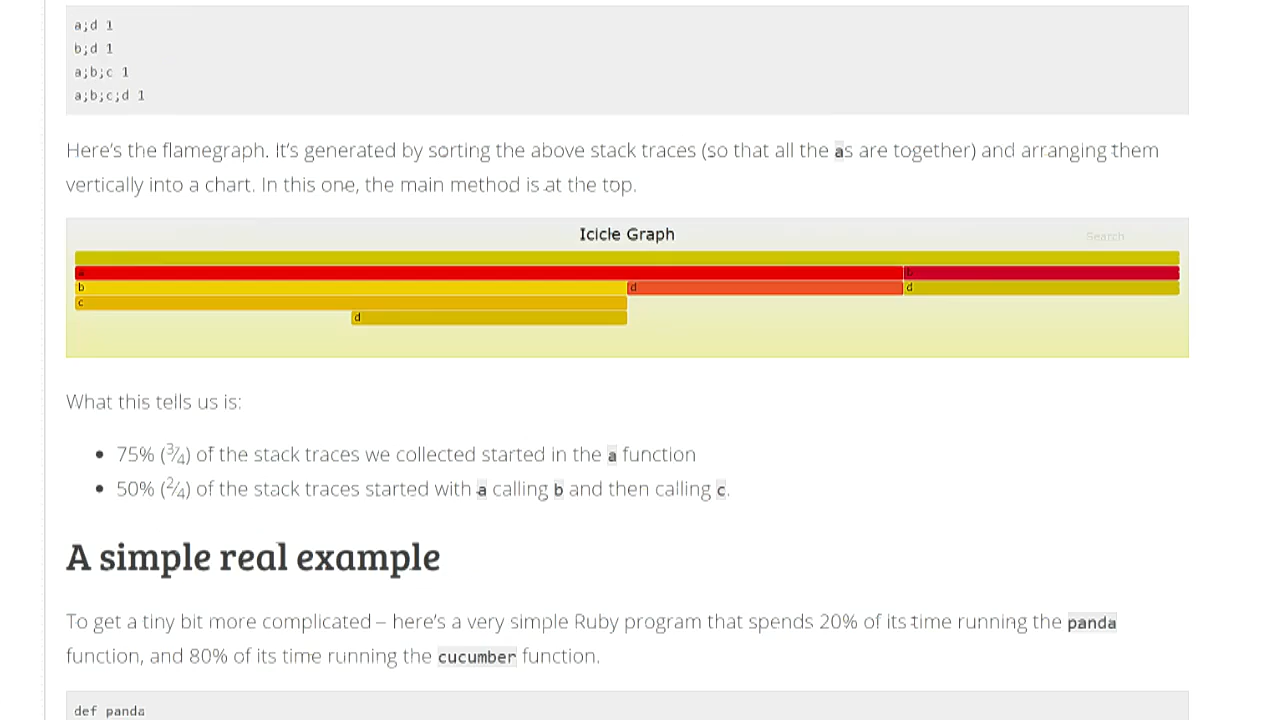 a;d 1
b;d 1
a;b;c 1
a;b;c;d 1
Here's the flamegraph. It's generated by sorting the above stack traces (so that all the as are together) and arranging them
vertically into a chart. In this one, the main method is at the top.
Icicle Graph
Search
a b
b d d
c
d
What this tells us is:
• 75% (3⁄4) of the stack traces we collected started in the a function
• 50% (2⁄4) of the stack traces started with a calling b and then calling c.
A simple real example
To get a tiny bit more complicated – here's a very simple Ruby program that spends 20% of its time running the panda
function, and 80% of its time running the cucumber function.
def panda